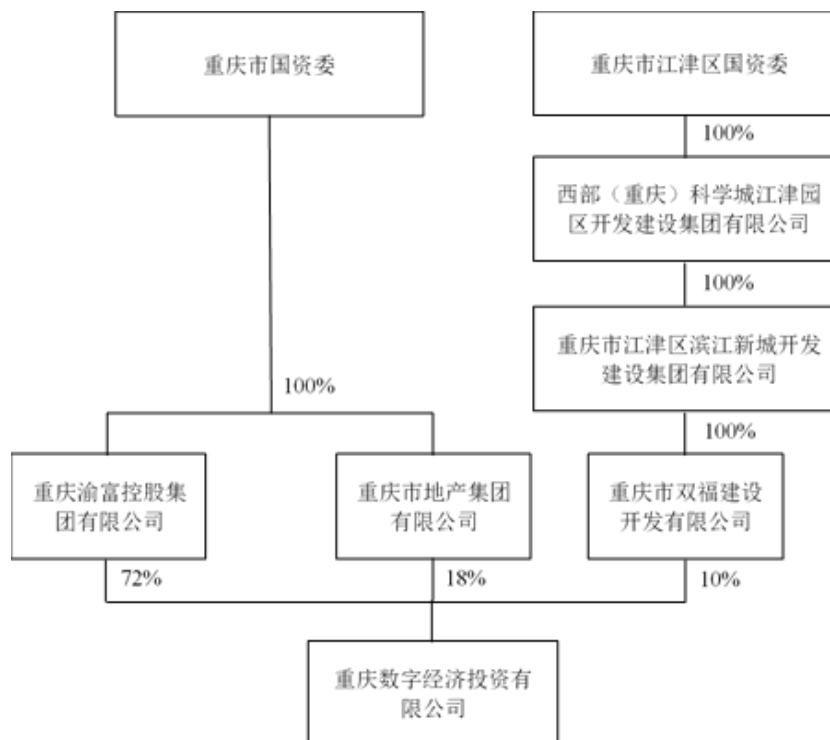 重庆市国资委
重庆市江津区国资委
100%
西部（重庆）科学城江津园
区开发建设集团有限公司
100%
重庆市江津区滨江新城开发
建设集团有限公司
100%
100%
重庆渝富控股集
团有限公司
重庆市地产集团
有限公司
重庆市双福建设
开发有限公司
72%
18%
10%
重庆数字经济投资有
限公司